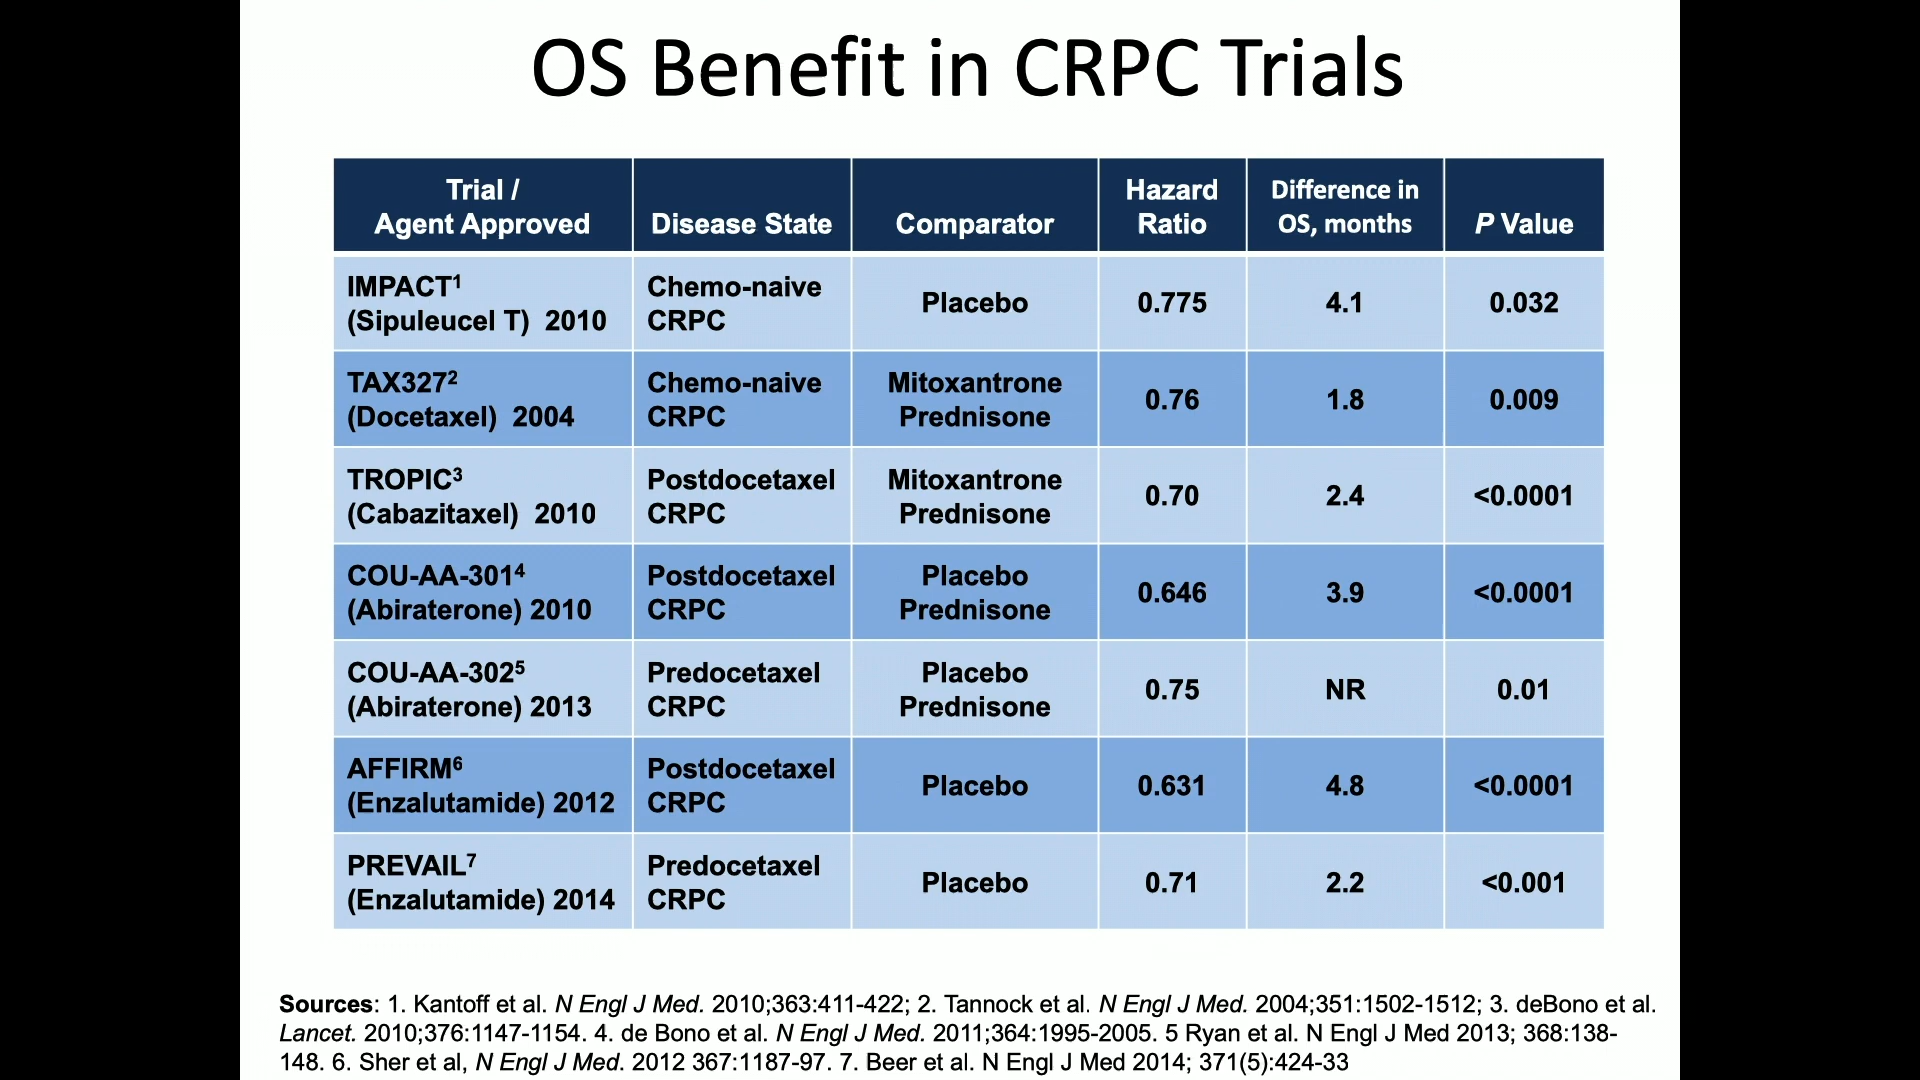 OS Benefit in CRPC Trials
Trial /
Agent Approved
Disease State
Comparator
Hazard
Ratio
Difference in
OS, months
P Value
IMPACT¹
(Sipuleucel T)  2010
Chemo-naive
CRPC
Placebo
0.775
4.1
0.032
TAX327²
(Docetaxel)  2004
Chemo-naive
CRPC
Mitoxantrone
Prednisone
0.76
1.8
0.009
TROPIC³
(Cabazitaxel)  2010
Postdocetaxel
CRPC
Mitoxantrone
Prednisone
0.70
2.4
<0.0001
COU-AA-301⁴
(Abiraterone) 2010
Postdocetaxel
CRPC
Placebo
Prednisone
0.646
3.9
<0.0001
COU-AA-302⁵
(Abiraterone) 2013
Predocetaxel
CRPC
Placebo
Prednisone
0.75
NR
0.01
AFFIRM⁶
(Enzalutamide) 2012
Postdocetaxel
CRPC
Placebo
0.631
4.8
<0.0001
PREVAIL⁷
(Enzalutamide) 2014
Predocetaxel
CRPC
Placebo
0.71
2.2
<0.001
Sources: 1. Kantoff et al. N Engl J Med. 2010;363:411-422; 2. Tannock et al. N Engl J Med. 2004;351:1502-1512; 3. deBono et al.
Lancet. 2010;376:1147-1154. 4. de Bono et al. N Engl J Med. 2011;364:1995-2005. 5 Ryan et al. N Engl J Med 2013; 368:138-
148. 6. Sher et al, N Engl J Med. 2012 367:1187-97. 7. Beer et al. N Engl J Med 2014; 371(5):424-33